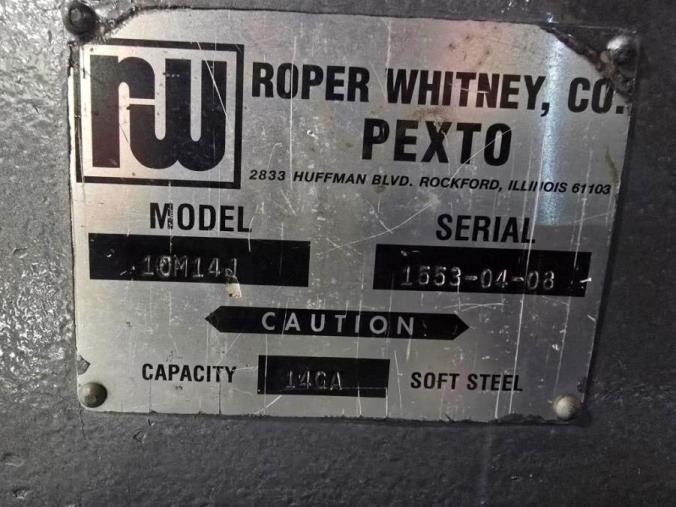 rw
ROPER WHITNEY, CO.
PEXTO
2833 HUFFMAN BLVD. ROCKFORD, ILLINOIS 61103
MODEL SERIAL
10M14J 1553-04-08
CAUTION
CAPACITY 14GA SOFT STEEL